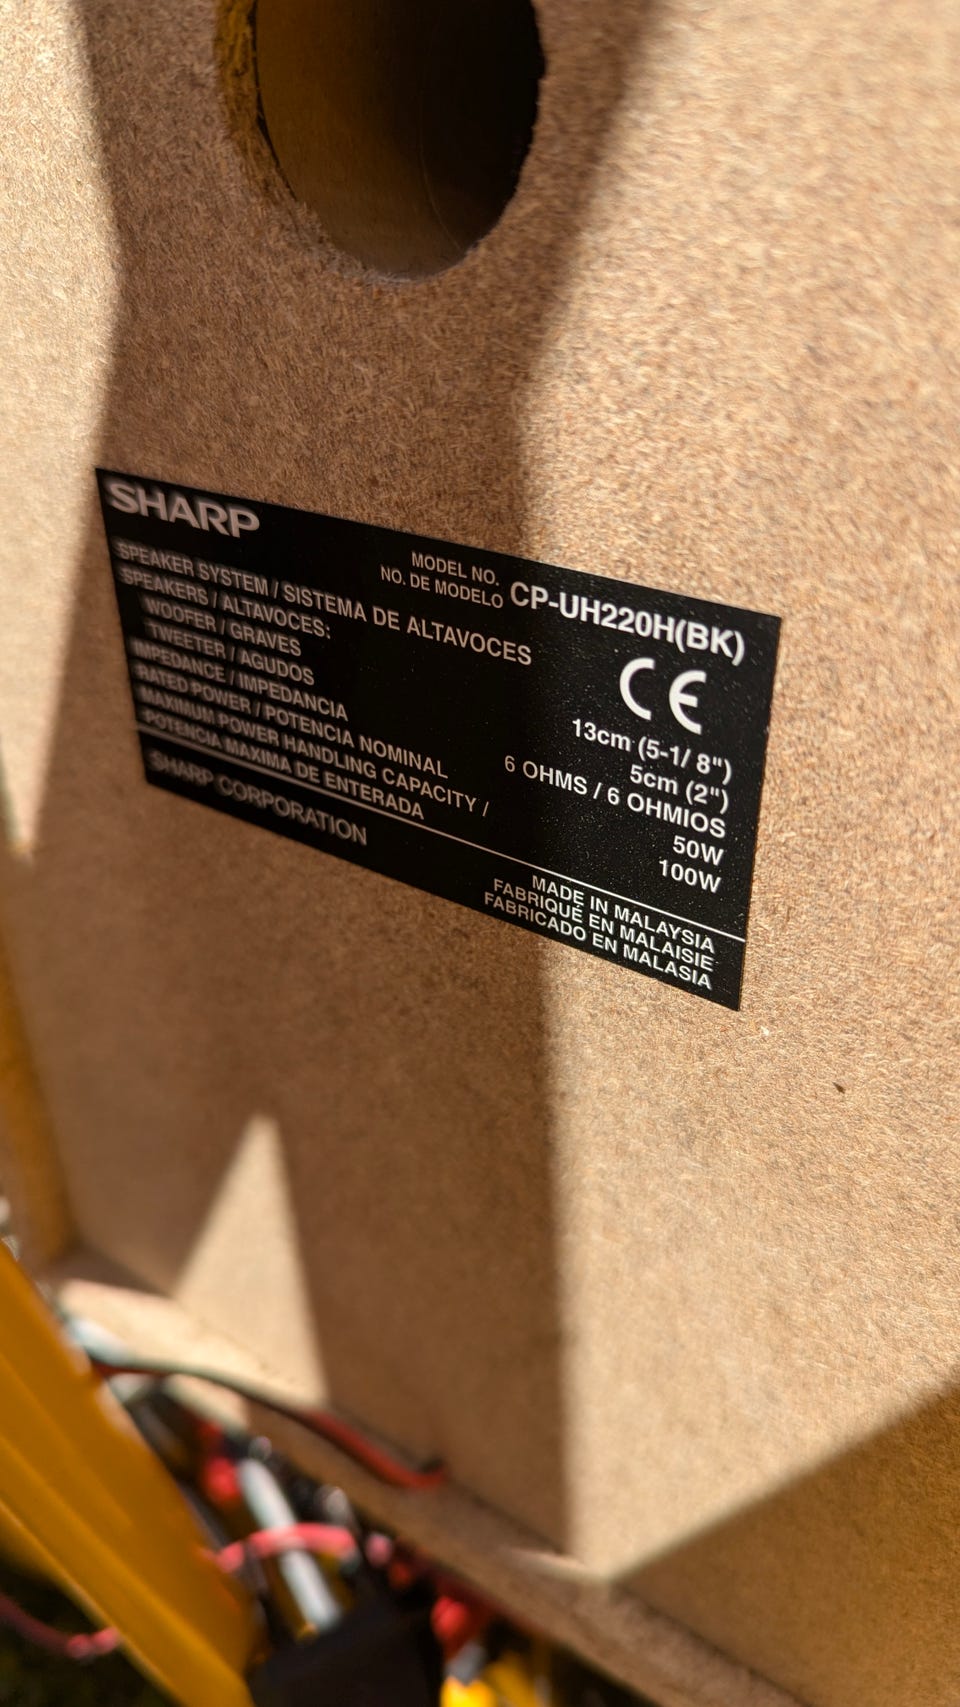 SHARP
MODEL NO.
NO. DE MODELO CP-UH220H(BK)
SPEAKER SYSTEM / SISTEMA DE ALTAVOCES
CE
SPEAKERS / ALTAVOCES:
WOOFER / GRAVES 13cm (5-1/ 8")
TWEETER / AGUDOS 5cm (2")
IMPEDANCE / IMPEDANCIA 6 OHMS / 6 OHMIOS
RATED POWER / POTENCIA NOMINAL 50W
MAXIMUM POWER HANDLING CAPACITY / 100W
POTENCIA MAXIMA DE ENTERADA
SHARP CORPORATION
MADE IN MALAYSIA
FABRIQUÉ EN MALAISIE
FABRICADO EN MALASIA